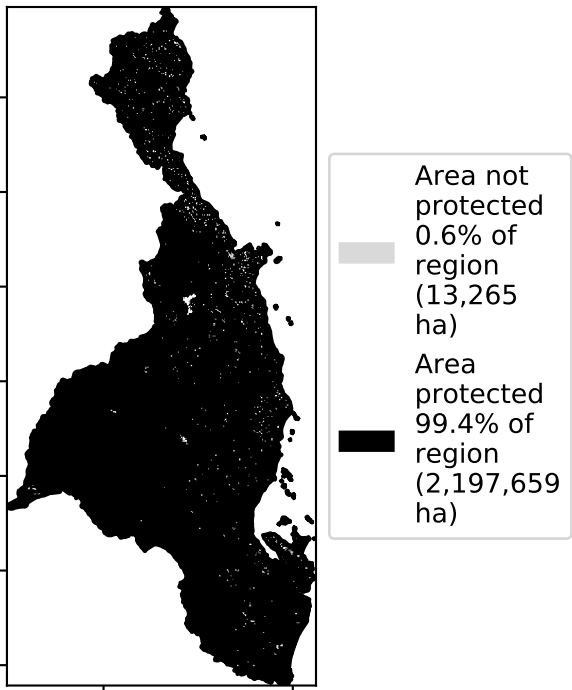 Area not
protected
0.6% of
region
(13,265
ha)
Area
protected
99.4% of
region
(2,197,659
ha)